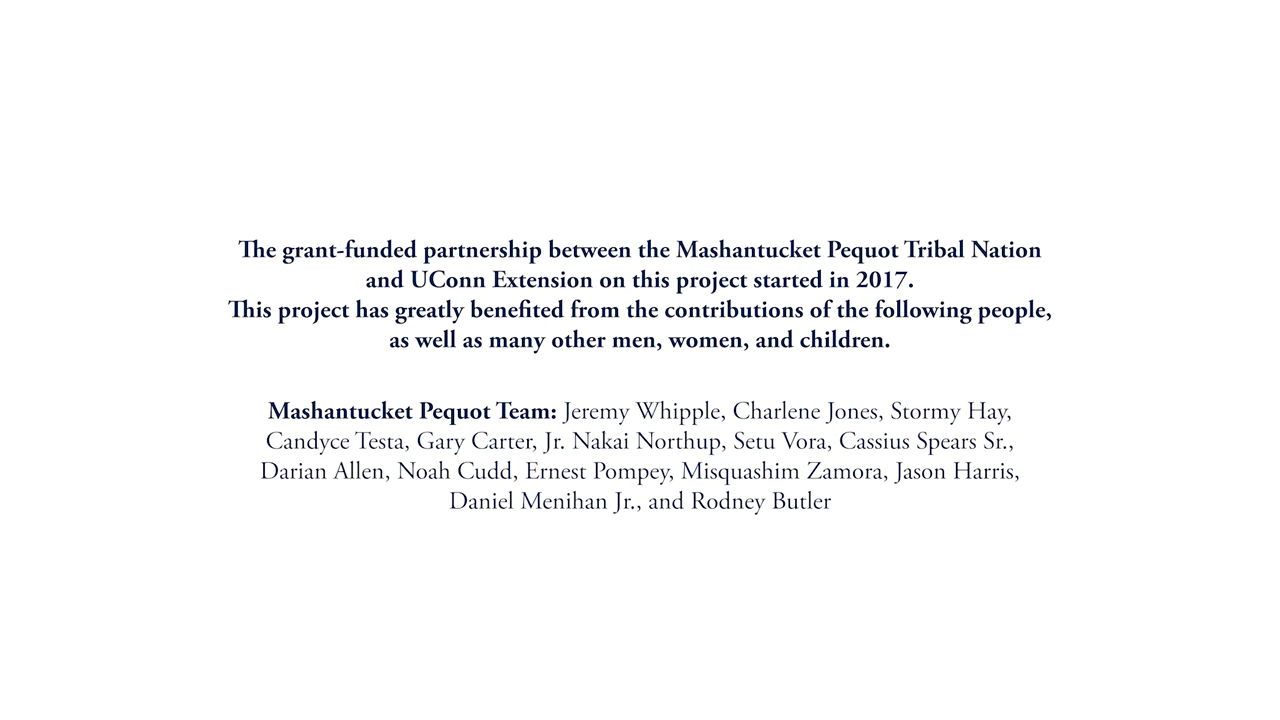 The grant-funded partnership between the Mashantucket Pequot Tribal Nation
and UConn Extension on this project started in 2017.
This project has greatly benefited from the contributions of the following people,
as well as many other men, women, and children.
Mashantucket Pequot Team: Jeremy Whipple, Charlene Jones, Stormy Hay,
Candyce Testa, Gary Carter, Jr. Nakai Northup, Setu Vora, Cassius Spears Sr.,
Darian Allen, Noah Cudd, Ernest Pompey, Misquashim Zamora, Jason Harris,
Daniel Menihan Jr., and Rodney Butler